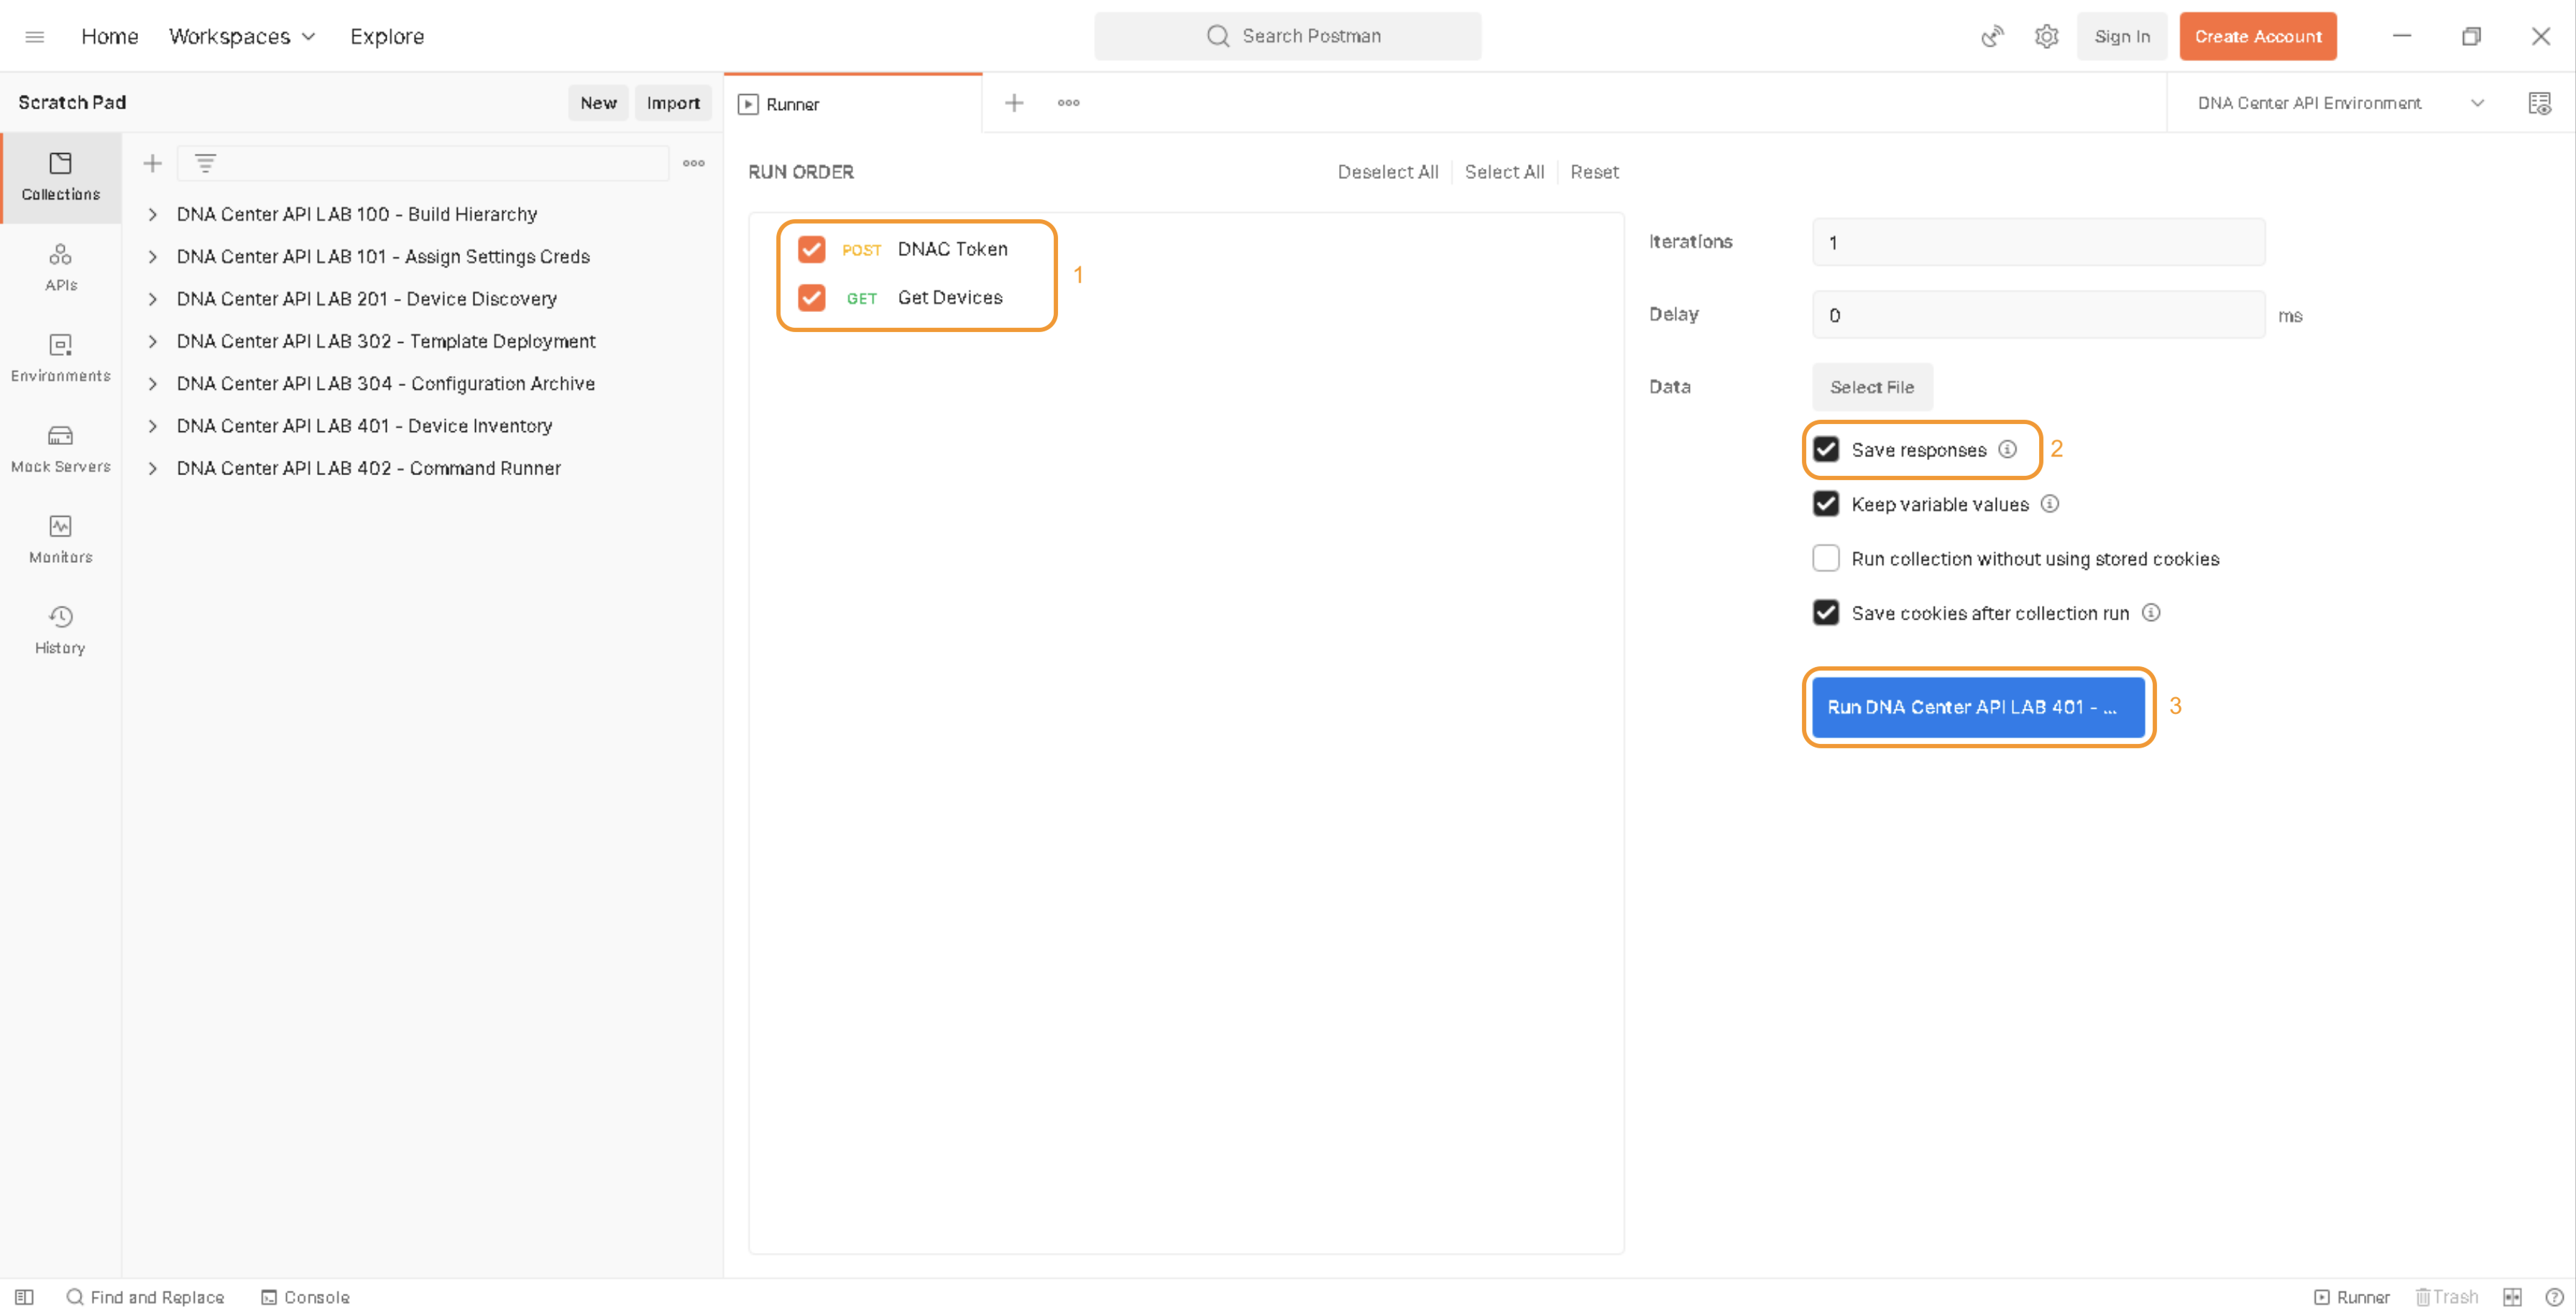 Home Workspaces Explore Search Postman Sign In Create Account
Scratch Pad New Import Runner DNA Center API Environment
Collections
APIs
Environments
Mock Servers
Monitors
History
DNA Center API LAB 100 - Build Hierarchy
DNA Center API LAB 101 - Assign Settings Creds
DNA Center API LAB 201 - Device Discovery
DNA Center API LAB 302 - Template Deployment
DNA Center API LAB 304 - Configuration Archive
DNA Center API LAB 401 - Device Inventory
DNA Center API LAB 402 - Command Runner
RUN ORDER Deselect All Select All Reset
POST DNAC Token
GET Get Devices
1
Iterations 1
Delay 0 ms
Data Select File
Save responses 2
Keep variable values
Run collection without using stored cookies
Save cookies after collection run
Run DNA Center API LAB 401 - ... 3
Find and Replace Console Runner Trash